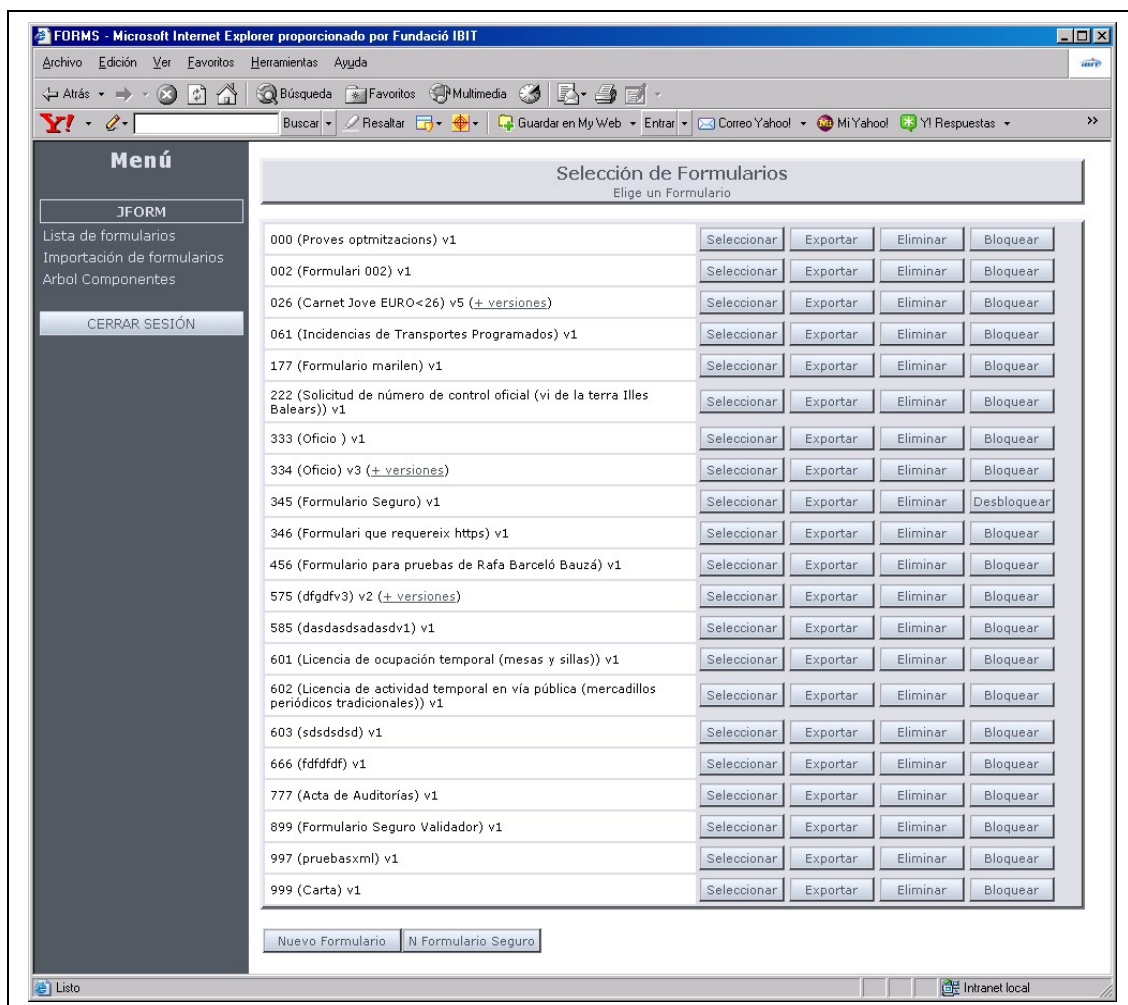 FORMS - Microsoft Internet Explorer proporcionado por Fundació IBIT
Archivo Edición Ver Favoritos Herramientas Ayuda
Atrás Búsqueda Favoritos Multimedia
Y! Buscar Resaltar Guardar en My Web Entrar Correo Yahoo! Mi Yahoo! Y! Respuestas »
Menú
JFORM
Lista de formularios
Importación de formularios
Arbol Componentes
CERRAR SESIÓN
Selección de Formularios
Elige un Formulario
000 (Proves optmitzacions) v1 Seleccionar Exportar Eliminar Bloquear
002 (Formulari 002) v1 Seleccionar Exportar Eliminar Bloquear
026 (Carnet Jove EURO<26) v5 (+ versiones) Seleccionar Exportar Eliminar Bloquear
061 (Incidencias de Transportes Programados) v1 Seleccionar Exportar Eliminar Bloquear
177 (Formulario marilen) v1 Seleccionar Exportar Eliminar Bloquear
222 (Solicitud de número de control oficial (vi de la terra Illes
Balears)) v1 Seleccionar Exportar Eliminar Bloquear
333 (Oficio ) v1 Seleccionar Exportar Eliminar Bloquear
334 (Oficio) v3 (+ versiones) Seleccionar Exportar Eliminar Bloquear
345 (Formulario Seguro) v1 Seleccionar Exportar Eliminar Desbloquear
346 (Formulari que requereix https) v1 Seleccionar Exportar Eliminar Bloquear
456 (Formulario para pruebas de Rafa Barceló Bauzá) v1 Seleccionar Exportar Eliminar Bloquear
575 (dfgdfv3) v2 (+ versiones) Seleccionar Exportar Eliminar Bloquear
585 (dasdasdsadasdv1) v1 Seleccionar Exportar Eliminar Bloquear
601 (Licencia de ocupación temporal (mesas y sillas)) v1 Seleccionar Exportar Eliminar Bloquear
602 (Licencia de actividad temporal en vía pública (mercadillos
periódicos tradicionales)) v1 Seleccionar Exportar Eliminar Bloquear
603 (sdsdsdsd) v1 Seleccionar Exportar Eliminar Bloquear
666 (fdfdfdf) v1 Seleccionar Exportar Eliminar Bloquear
777 (Acta de Auditorías) v1 Seleccionar Exportar Eliminar Bloquear
899 (Formulario Seguro Validador) v1 Seleccionar Exportar Eliminar Bloquear
997 (pruebasxml) v1 Seleccionar Exportar Eliminar Bloquear
999 (Carta) v1 Seleccionar Exportar Eliminar Bloquear
Nuevo Formulario N Formulario Seguro
Listo Intranet local